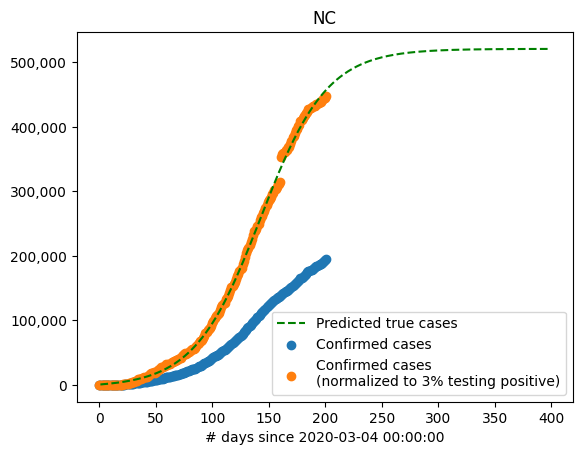 NC
500,000
400,000
300,000
200,000
100,000
0
Predicted true cases
Confirmed cases
Confirmed cases
(normalized to 3% testing positive)
0 50 100 150 200 250 300 350 400
# days since 2020-03-04 00:00:00